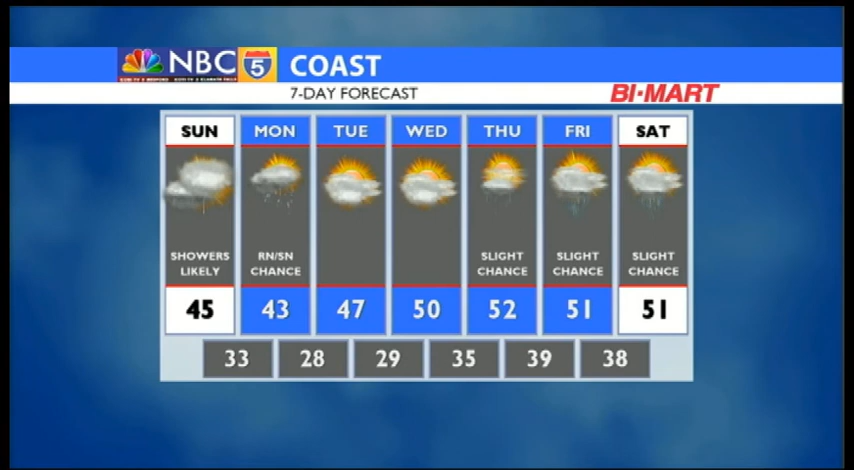 NBC 5 COAST
7-DAY FORECAST
BI-MART
SUN MON TUE WED THU FRI SAT
SHOWERS LIKELY
RN/SN CHANCE
SLIGHT CHANCE
SLIGHT CHANCE
SLIGHT CHANCE
45 43 47 50 52 51 51
33 28 29 35 39 38